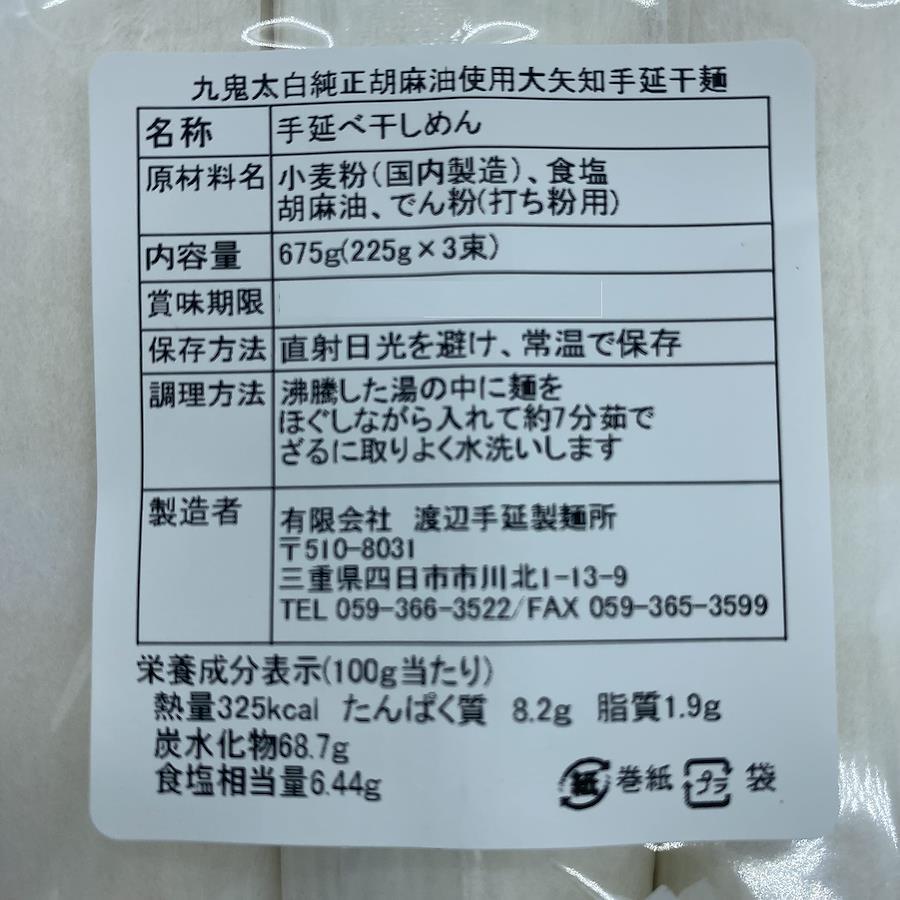 九鬼太白純正胡麻油使用大矢知手延干麺
名称 手延べ干しめん
原材料名 小麦粉(国内製造)、食塩
胡麻油、でん粉(打ち粉用)
内容量 675g(225g×3束)
賞味期限
保存方法 直射日光を避け、常温で保存
調理方法 沸騰した湯の中に麺を
ほぐしながら入れて約7分茹で
ざるに取りよく水洗いします
製造者 有限会社 渡辺手延製麺所
〒510-8031
三重県四日市市川北1-13-9
TEL 059-366-3522/FAX 059-365-3599
栄養成分表示(100g当たり)
熱量325kcal たんぱく質 8.2g 脂質1.9g
炭水化物68.7g
食塩相当量6.44g
紙 巻紙 プラ 袋